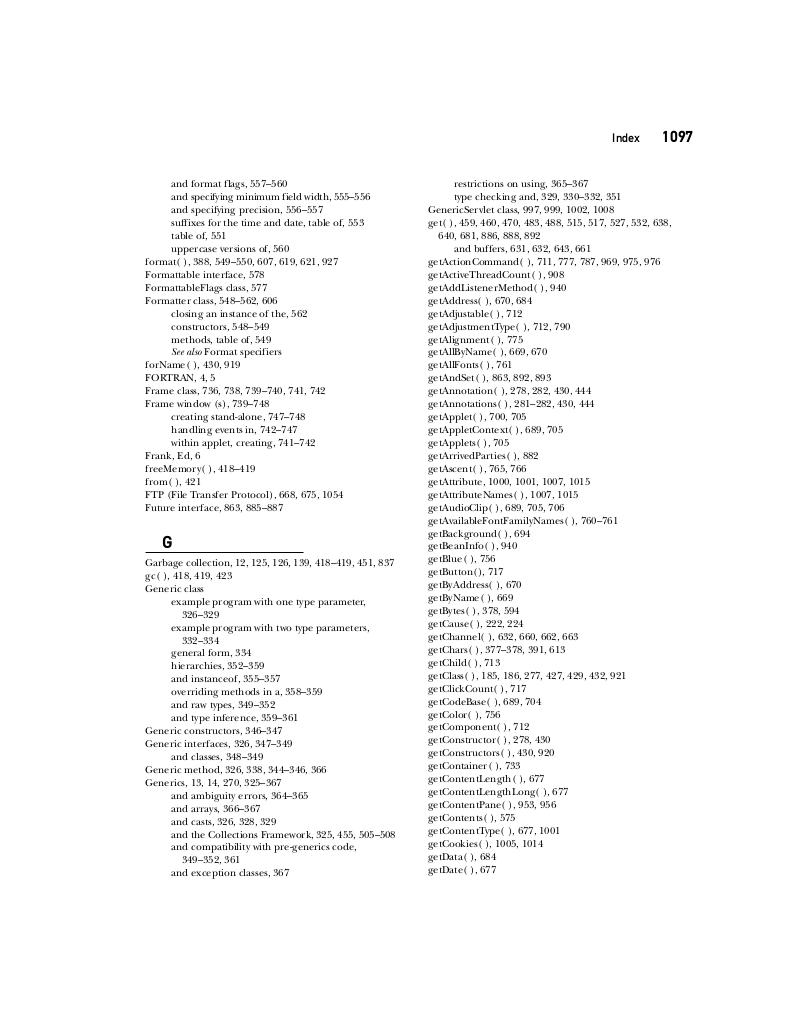 Index 1097
and format flags, 557–560
and specifying minimum field width, 555–556
and specifying precision, 556–557
suffixes for the time and date, table of, 553
table of, 551
uppercase versions of, 560
format( ), 388, 549–550, 607, 619, 621, 927
Formattable interface, 578
FormattableFlags class, 577
Formatter class, 548–562, 606
closing an instance of the, 562
constructors, 548–549
methods, table of, 549
See also Format specifiers
forName( ), 430, 919
FORTRAN, 4, 5
Frame class, 736, 738, 739–740, 741, 742
Frame window (s), 739–748
creating stand-alone, 747–748
handling events in, 742–747
within applet, creating, 741–742
Frank, Ed, 6
freeMemory( ), 418–419
from( ), 421
FTP (File Transfer Protocol), 668, 675, 1054
Future interface, 863, 885–887
G
Garbage collection, 12, 125, 126, 139, 418–419, 451, 837
gc( ), 418, 419, 423
Generic class
example program with one type parameter,
326–329
example program with two type parameters,
332–334
general form, 334
hierarchies, 352–359
and instanceof, 355–357
overriding methods in a, 358–359
and raw types, 349–352
and type inference, 359–361
Generic constructors, 346–347
Generic interfaces, 326, 347–349
and classes, 348–349
Generic method, 326, 338, 344–346, 366
Generics, 13, 14, 270, 325–367
and ambiguity errors, 364–365
and arrays, 366–367
and casts, 326, 328, 329
and the Collections Framework, 325, 455, 505–508
and compatibility with pre-generics code,
349–352, 361
and exception classes, 367
restrictions on using, 365–367
type checking and, 329, 330–332, 351
GenericServlet class, 997, 999, 1002, 1008
get( ), 459, 460, 470, 483, 488, 515, 517, 527, 532, 638,
640, 681, 886, 888, 892
and buffers, 631, 632, 643, 661
getActionCommand( ), 711, 777, 787, 969, 975, 976
getActiveThreadCount( ), 908
getAddListenerMethod( ), 940
getAddress( ), 670, 684
getAdjustable( ), 712
getAdjustmentType( ), 712, 790
getAlignment( ), 775
getAllByName( ), 669, 670
getAllFonts( ), 761
getAndSet( ), 863, 892, 893
getAnnotation( ), 278, 282, 430, 444
getAnnotations( ), 281–282, 430, 444
getApplet( ), 700, 705
getAppletContext( ), 689, 705
getApplets( ), 705
getArrivedParties( ), 882
getAscent( ), 765, 766
getAttribute, 1000, 1001, 1007, 1015
getAttributeNames( ), 1007, 1015
getAudioClip( ), 689, 705, 706
getAvailableFontFamilyNames( ), 760–761
getBackground( ), 694
getBeanInfo( ), 940
getBlue( ), 756
getButton( ), 717
getByAddress( ), 670
getByName( ), 669
getBytes( ), 378, 594
getCause( ), 222, 224
getChannel( ), 632, 660, 662, 663
getChars( ), 377–378, 391, 613
getChild( ), 713
getClass( ), 185, 186, 277, 427, 429, 432, 921
getClickCount( ), 717
getCodeBase( ), 689, 704
getColor( ), 756
getComponent( ), 712
getConstructor( ), 278, 430
getConstructors( ), 430, 920
getContainer( ), 733
getContentLength( ), 677
getContentLengthLong( ), 677
getContentPane( ), 953, 956
getContents( ), 575
getContentType( ), 677, 1001
getCookies( ), 1005, 1014
getData( ), 684
getDate( ), 677